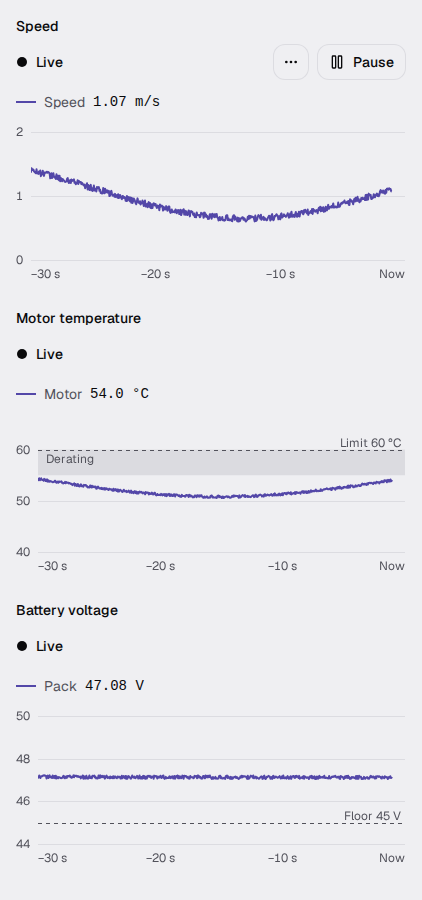 Speed
Live
Pause
Speed 1.07 m/s
2
1
0
−30 s −20 s −10 s Now
Motor temperature
Live
Motor 54.0 °C
Limit 60 °C
60
Derating
50
40
−30 s −20 s −10 s Now
Battery voltage
Live
Pack 47.08 V
50
48
46
Floor 45 V
44
−30 s −20 s −10 s Now